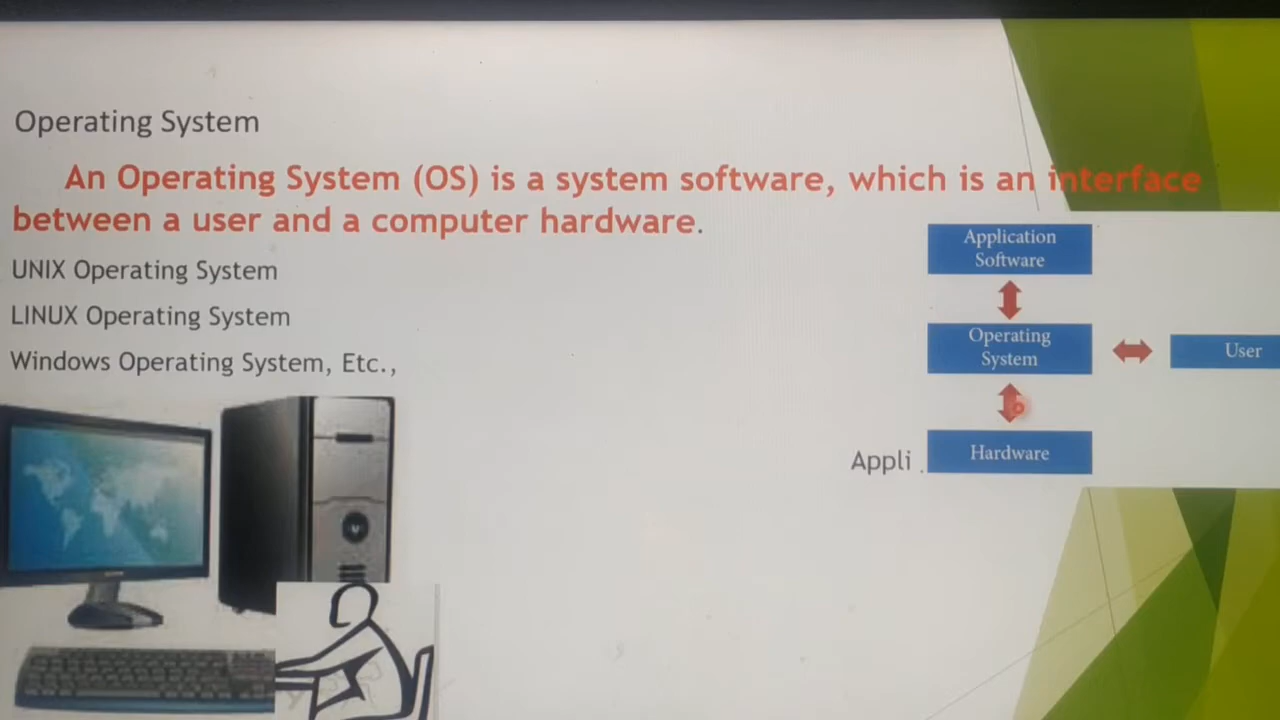 Operating System
An Operating System (OS) is a system software, which is an interface
between a user and a computer hardware.
UNIX Operating System
LINUX Operating System
Windows Operating System, Etc.,
Application
Software
Operating
System
User
Hardware
Appli .